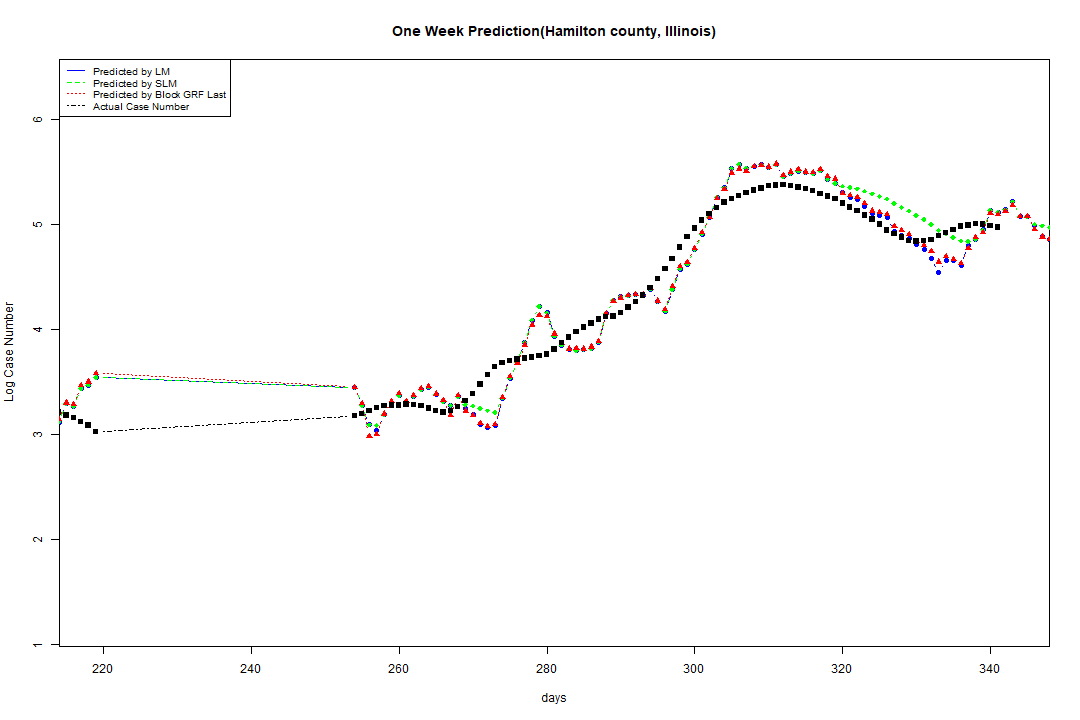 One Week Prediction(Hamilton county, Illinois)
Predicted by LM
Predicted by SLM
Predicted by Block GRF Last
Actual Case Number
6
5
4
3
2
1
Log Case Number
220 240 260 280 300 320 340
days